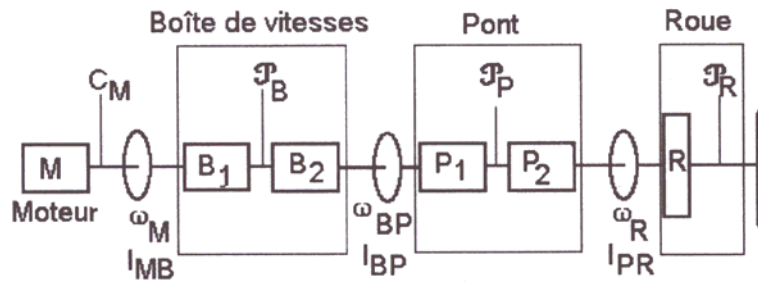 Boîte de vitesses
Pont
Roue
C_M
𝒫_B
𝒫_P
𝒫_R
M
B_1
B_2
P_1
P_2
R
Moteur
ω_M
I_MB
ω_BP
I_BP
ω_R
I_PR